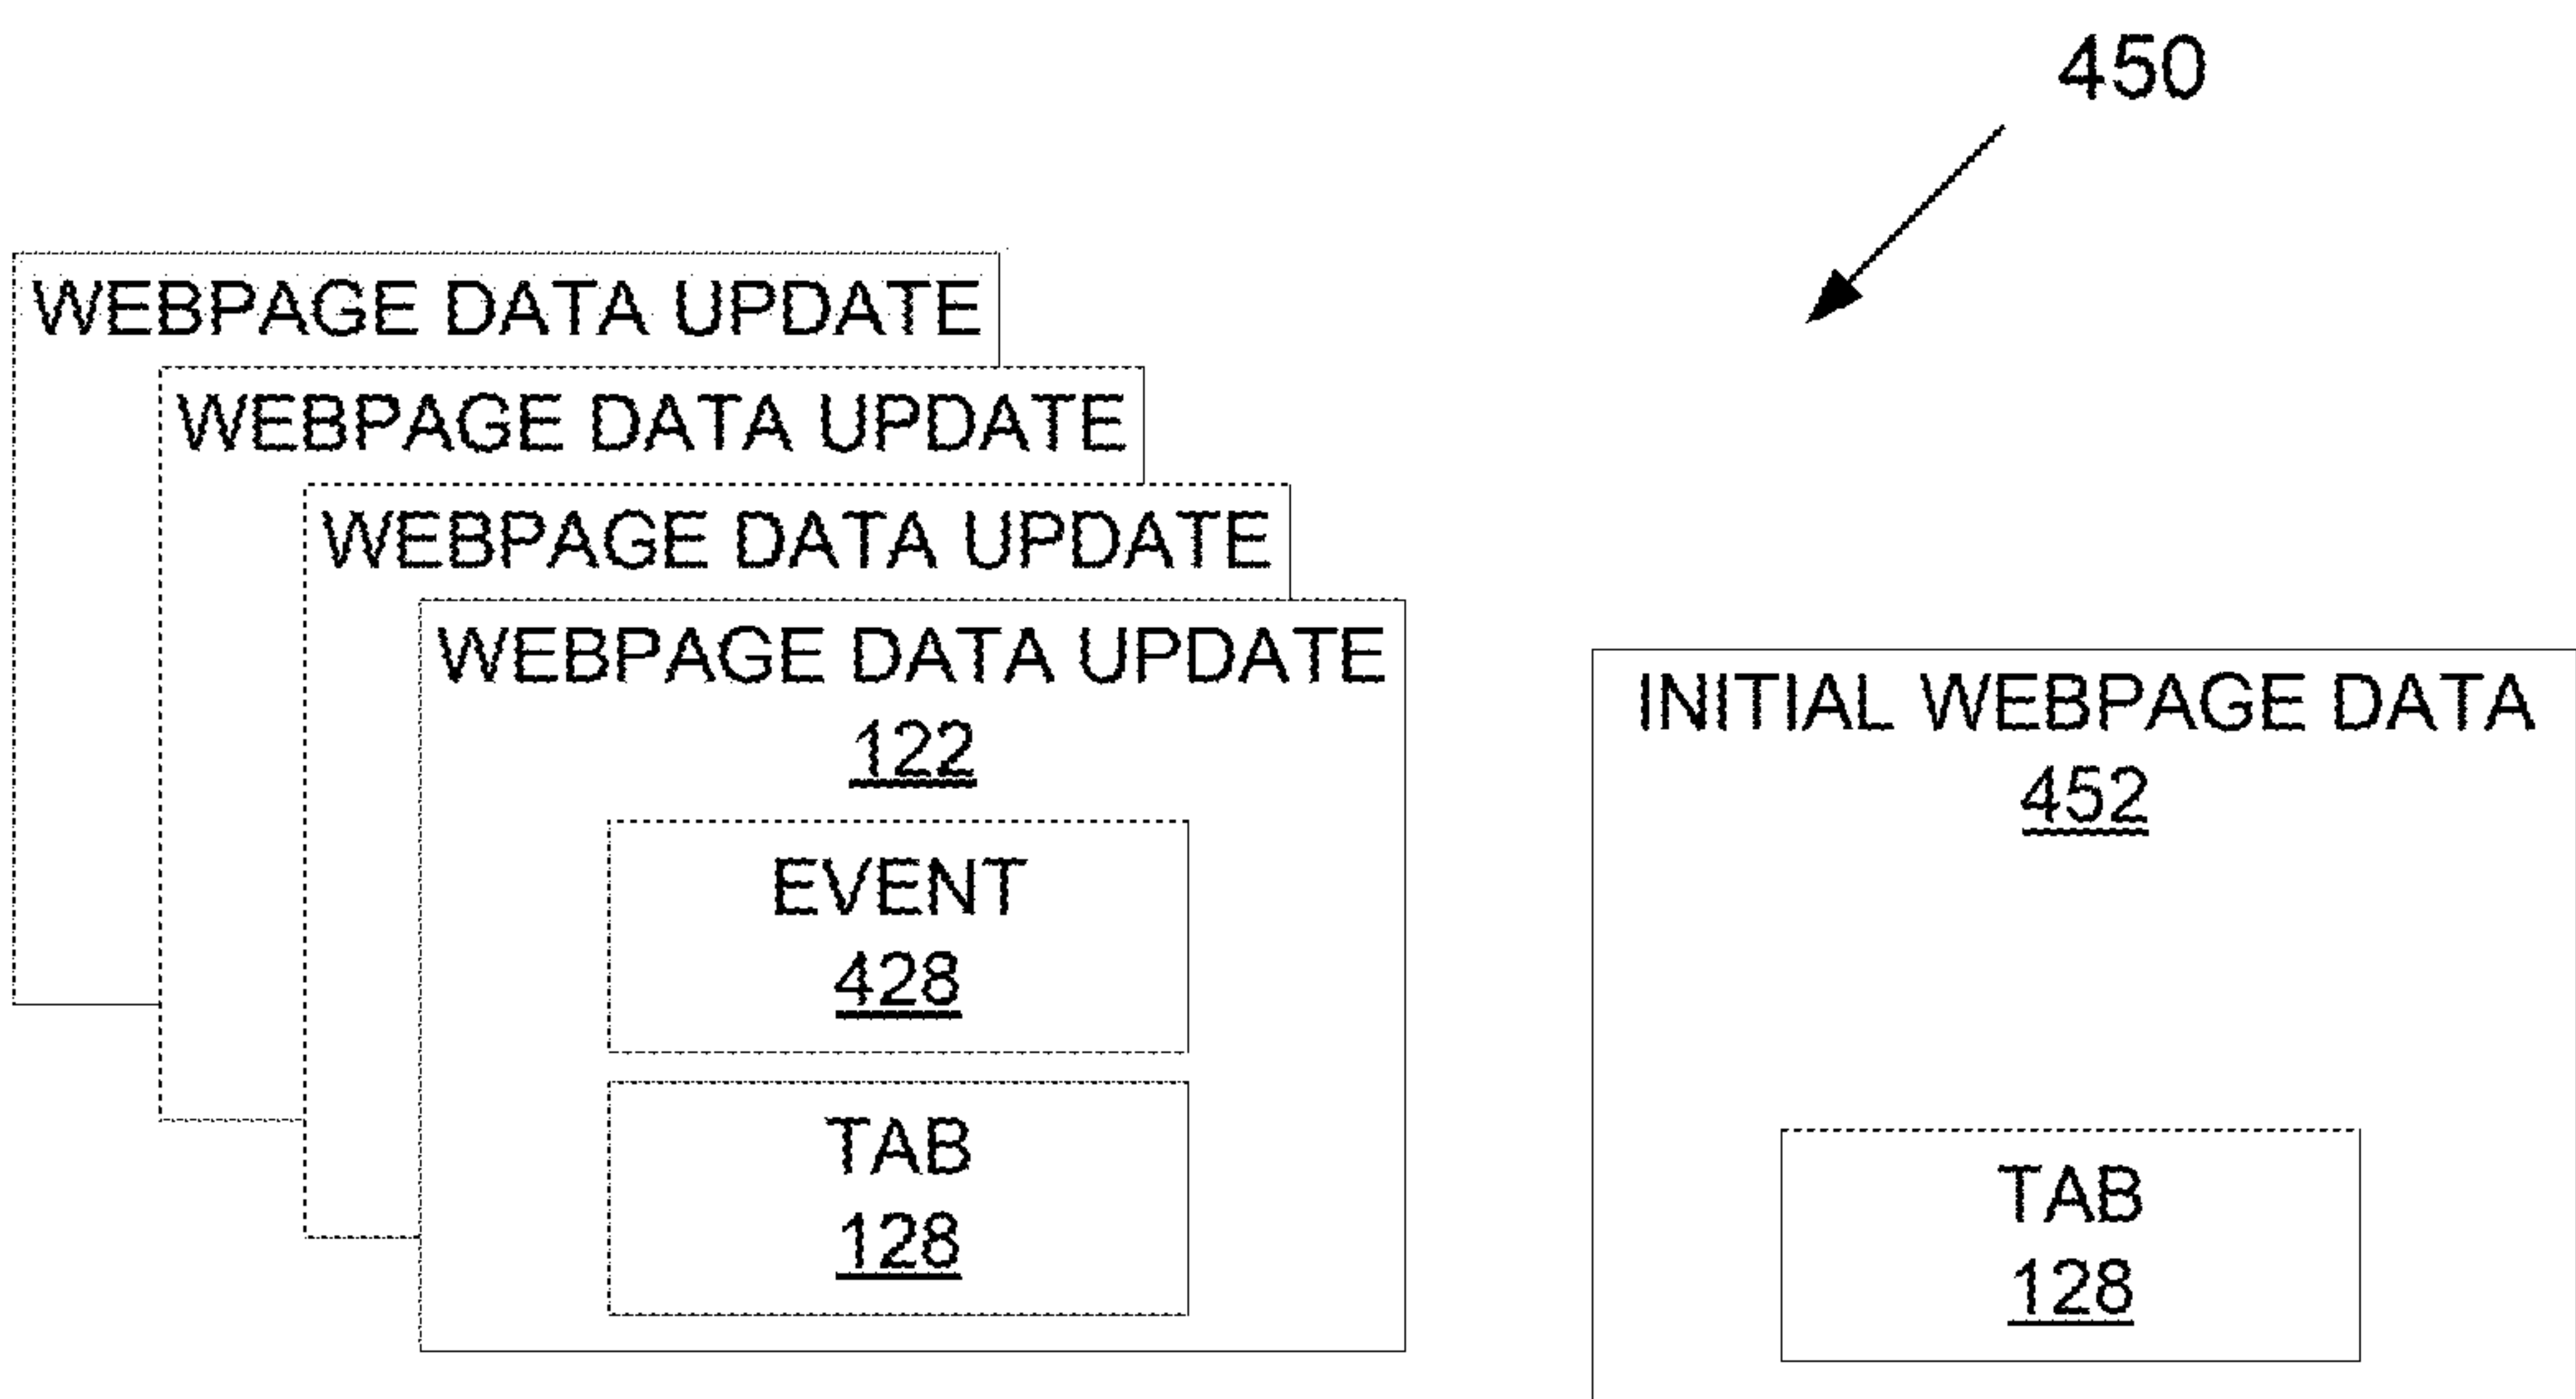 450
WEBPAGE DATA UPDATE
WEBPAGE DATA UPDATE
WEBPAGE DATA UPDATE
WEBPAGE DATA UPDATE
122
EVENT
428
TAB
128
INITIAL WEBPAGE DATA
452
TAB
128